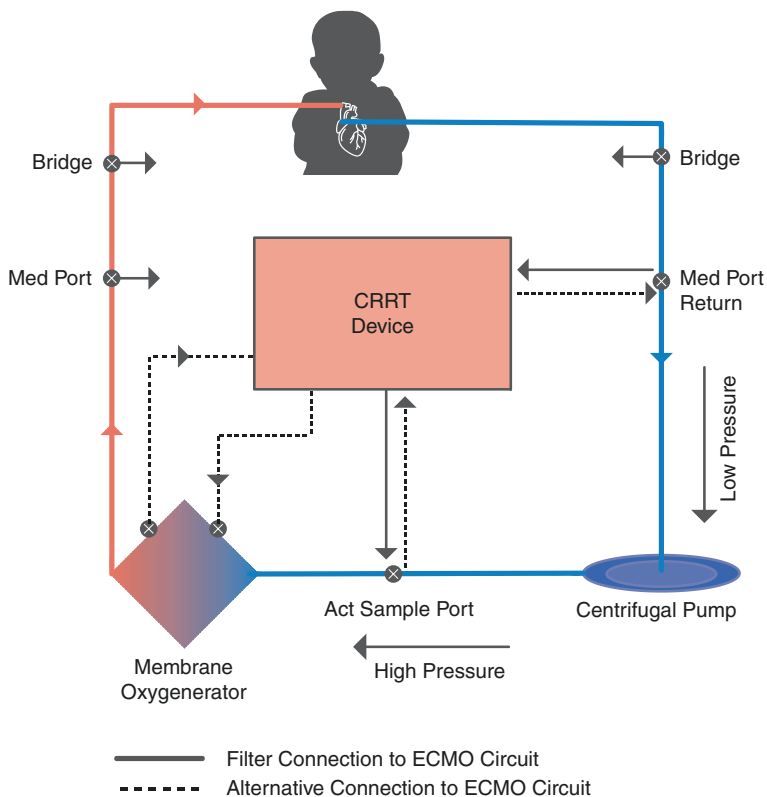 Bridge
Bridge
Med Port
Med Port
Return
CRRT
Device
Low Pressure
Act Sample Port
Centrifugal Pump
High Pressure
Membrane
Oxygenerator
Filter Connection to ECMO Circuit
Alternative Connection to ECMO Circuit